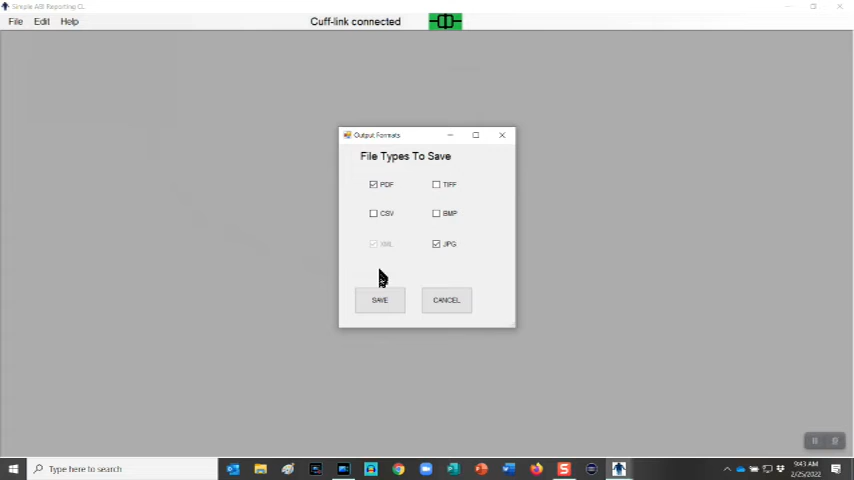 Simple ABI Reporting CL
File Edit Help Cuff-link connected
Output Formats
File Types To Save
PDF TIFF
CSV BMP
XML JPG
SAVE CANCEL
Type here to search
9:43 AM
2/25/2022